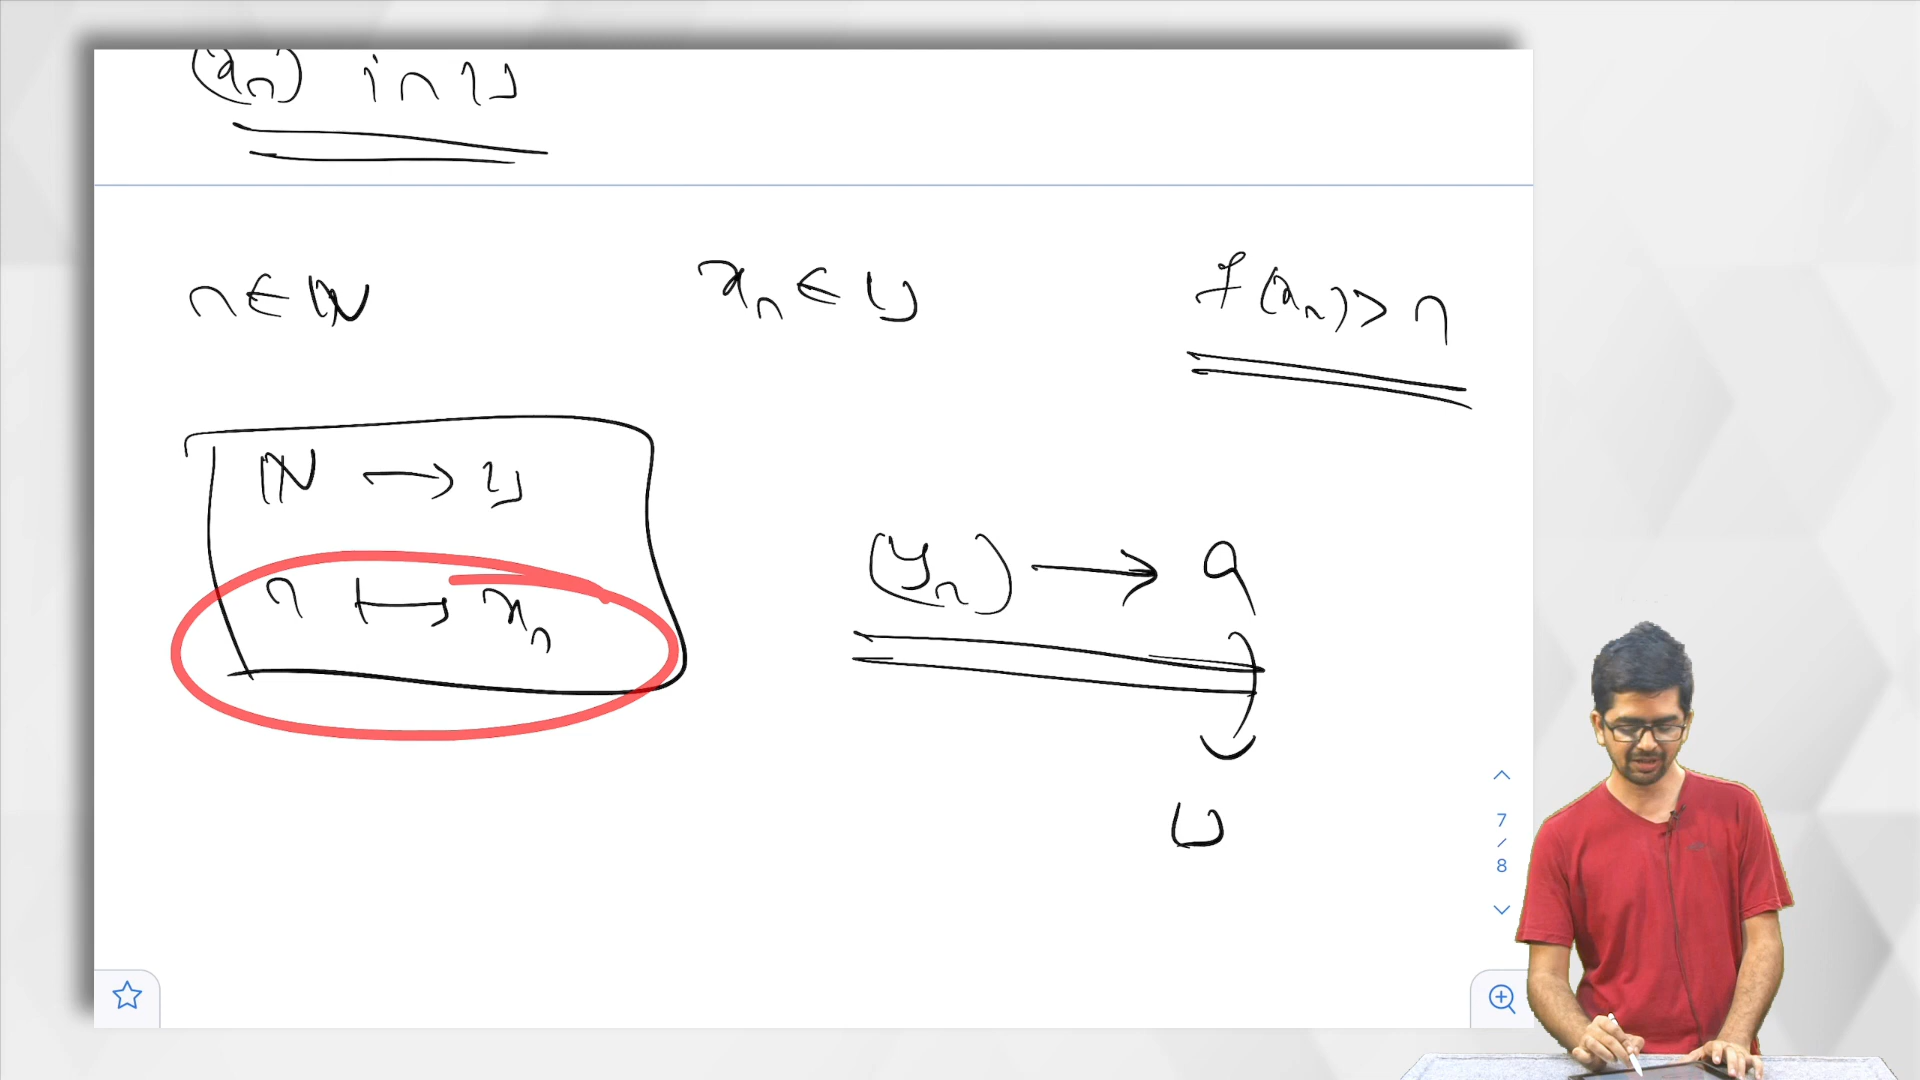 (xₙ) in U
n ∈ ℕ xₙ ∈ U f(xₙ) > n
ℕ → U
n ↦ xₙ
(yₙ) → a
U
7
/
8